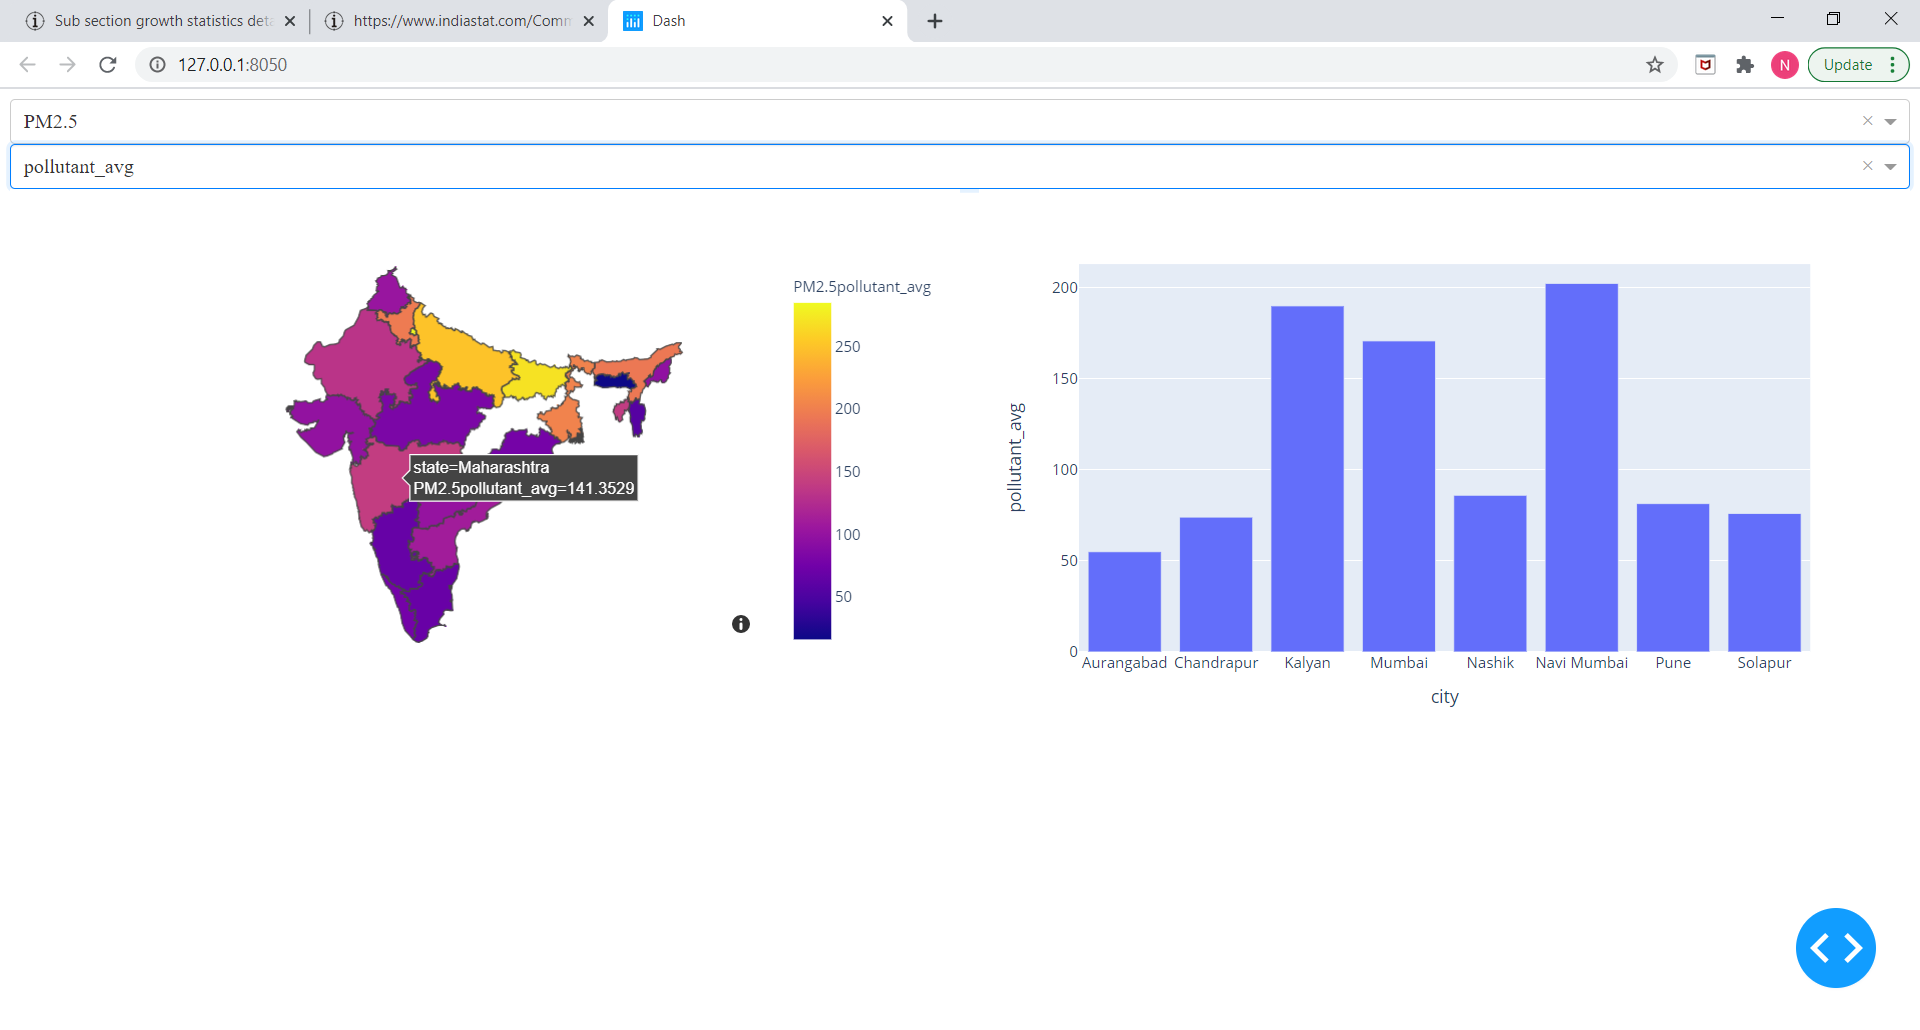 Sub section growth statistics deta
https://www.indiastat.com/Comm
Dash
127.0.0.1:8050
N
Update
PM2.5
pollutant_avg
PM2.5pollutant_avg
250
200
150
100
50
state=Maharashtra
PM2.5pollutant_avg=141.3529
pollutant_avg
200
150
100
50
0
Aurangabad Chandrapur Kalyan Mumbai Nashik Navi Mumbai Pune Solapur
city